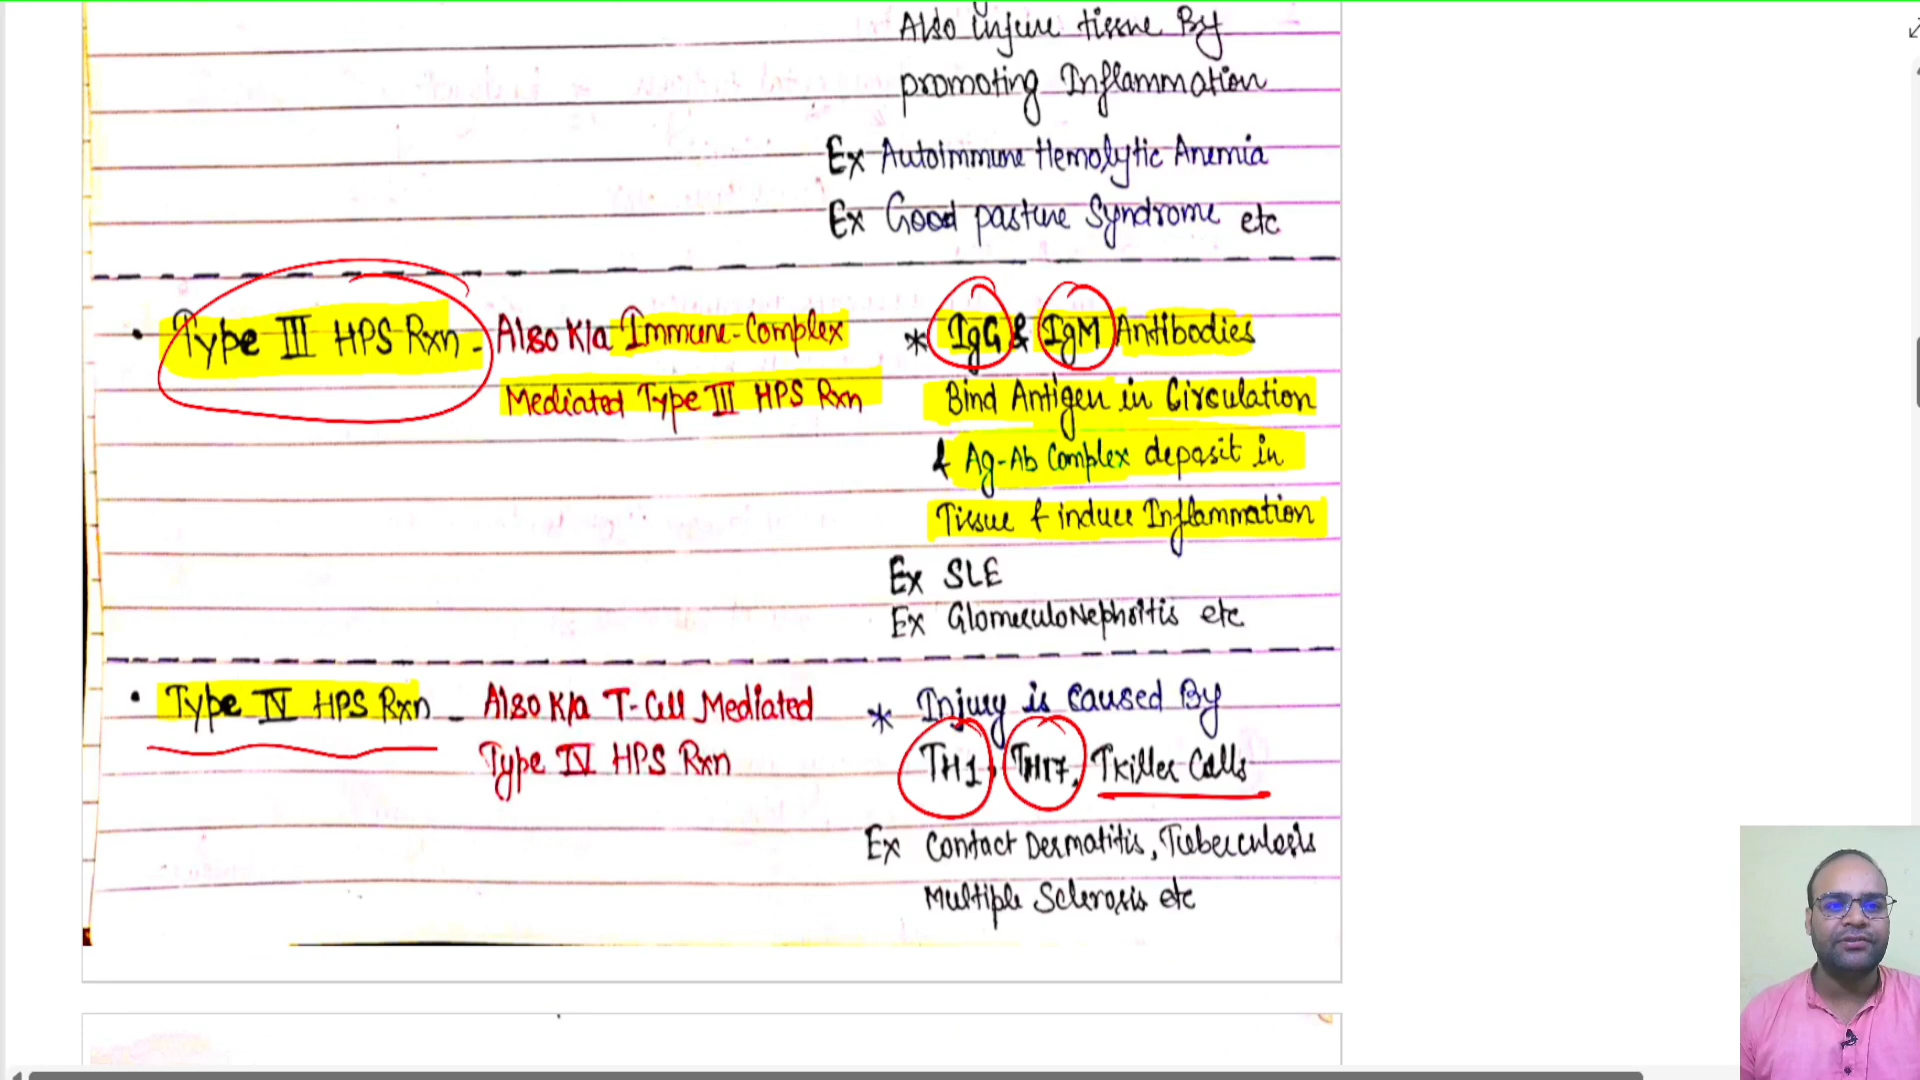 Also injure tissue By
promoting Inflammation
Ex Autoimmune Hemolytic Anemia
Ex Good pasture Syndrome etc
• Type III HPS Rxn - Also K/a Immune-Complex
Mediated Type III HPS Rxn
* IgG & IgM Antibodies
Bind Antigen in Circulation
& Ag-Ab Complex deposit in
Tissue & induce Inflammation
Ex SLE
Ex GlomeruloNephritis etc
• Type IV HPS Rxn - Also K/a T-Cell Mediated
Type IV HPS Rxn
* Injury is caused By
TH1, TH17, Tkiller Cells
Ex Contact Dermatitis, Tuberculosis
Multiple Sclerosis etc